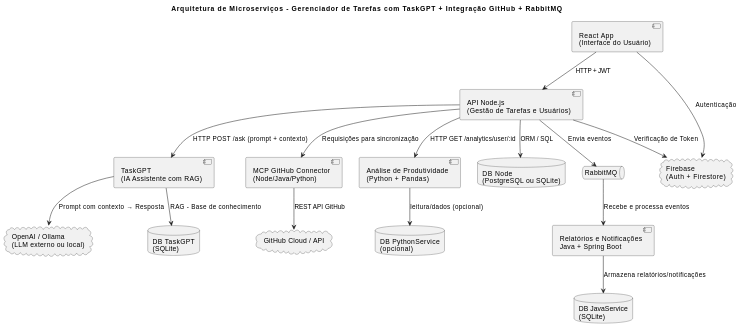 Arquitetura de Microserviços - Gerenciador de Tarefas com TaskGPT + Integração GitHub + RabbitMQ
React App
(Interface do Usuário)
HTTP + JWT
Autenticação
API Node.js
(Gestão de Tarefas e Usuários)
HTTP POST /ask (prompt + contexto)
Requisições para sincronização
HTTP GET /analytics/user/:id
ORM / SQL
Envia eventos
Verificação de Token
TaskGPT
(IA Assistente com RAG)
MCP GitHub Connector
(Node/Java/Python)
Análise de Produtividade
(Python + Pandas)
DB Node
(PostgreSQL ou SQLite)
RabbitMQ
Firebase
(Auth + Firestore)
Prompt com contexto → Resposta
RAG - Base de conhecimento
REST API GitHub
leitura/dados (opcional)
Recebe e processa eventos
OpenAI / Ollama
(LLM externo ou local)
DB TaskGPT
(SQLite)
GitHub Cloud / API
DB PythonService
(opcional)
Relatórios e Notificações
Java + Spring Boot
Armazena relatórios/notificações
DB JavaService
(SQLite)